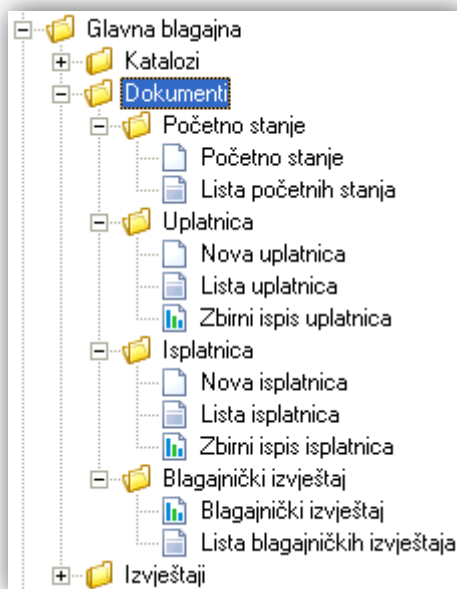 Glavna blagajna
Katalozi
Dokumenti
Početno stanje
Početno stanje
Lista početnih stanja
Uplatnica
Nova uplatnica
Lista uplatnica
Zbirni ispis uplatnica
Isplatnica
Nova isplatnica
Lista isplatnica
Zbirni ispis isplatnica
Blagajnički izvještaj
Blagajnički izvještaj
Lista blagajničkih izvještaja
Izvještaji